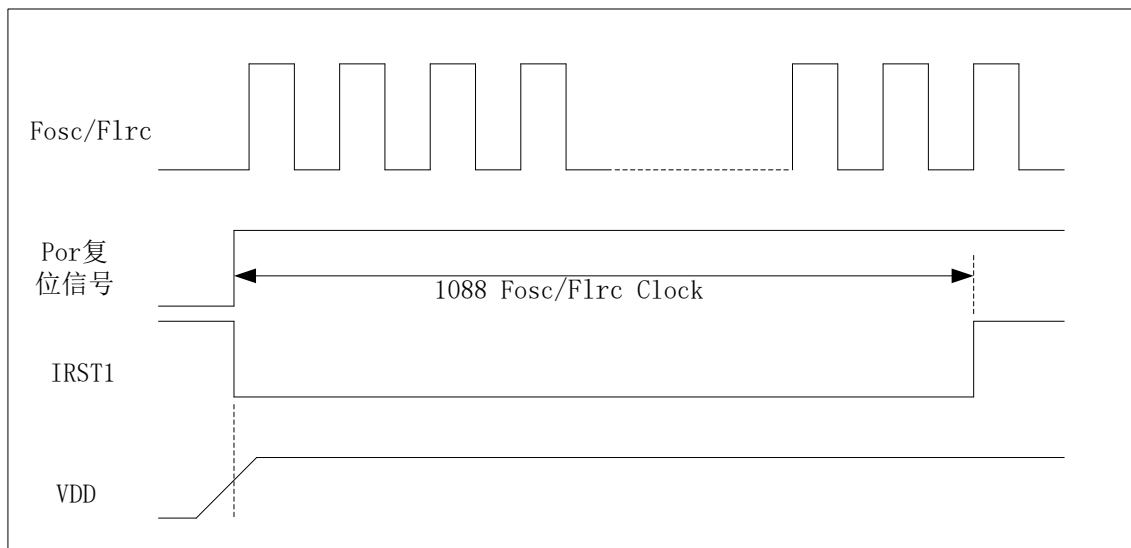 Fosc/Flrc
Por复
位信号
1088 Fosc/Flrc Clock
IRST1
VDD